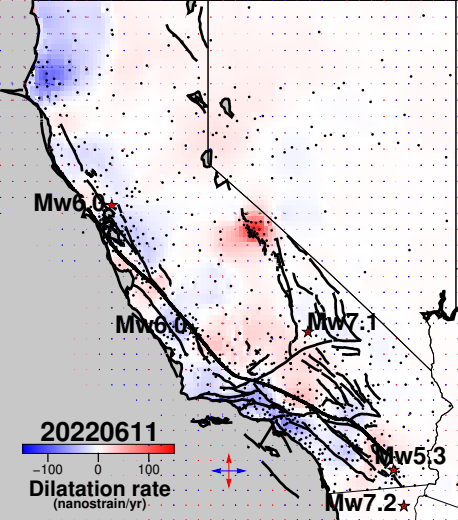 Mw6.0
Mw6.0
Mw7.1
20220611
Mw5.3
−100 0 100
Dilatation rate
(nanostrain/yr)
Mw7.2